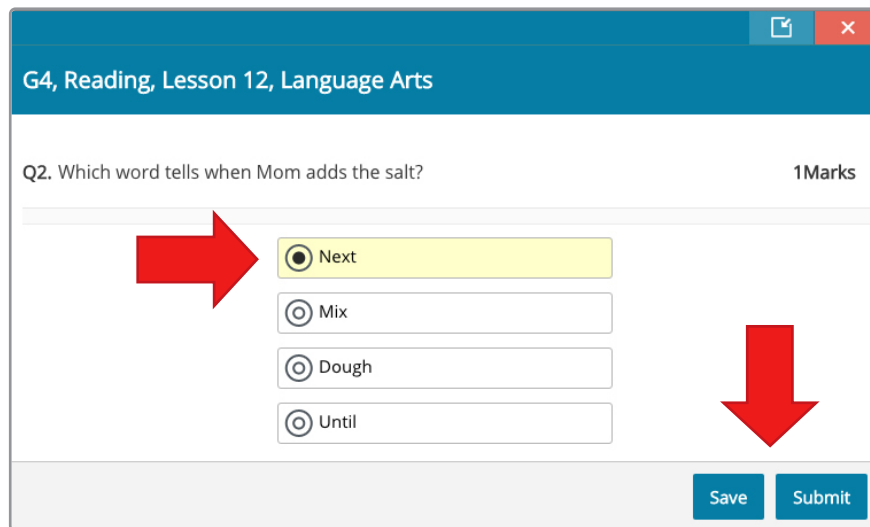 G4, Reading, Lesson 12, Language Arts
Q2. Which word tells when Mom adds the salt? 1Marks
Next
Mix
Dough
Until
Save Submit